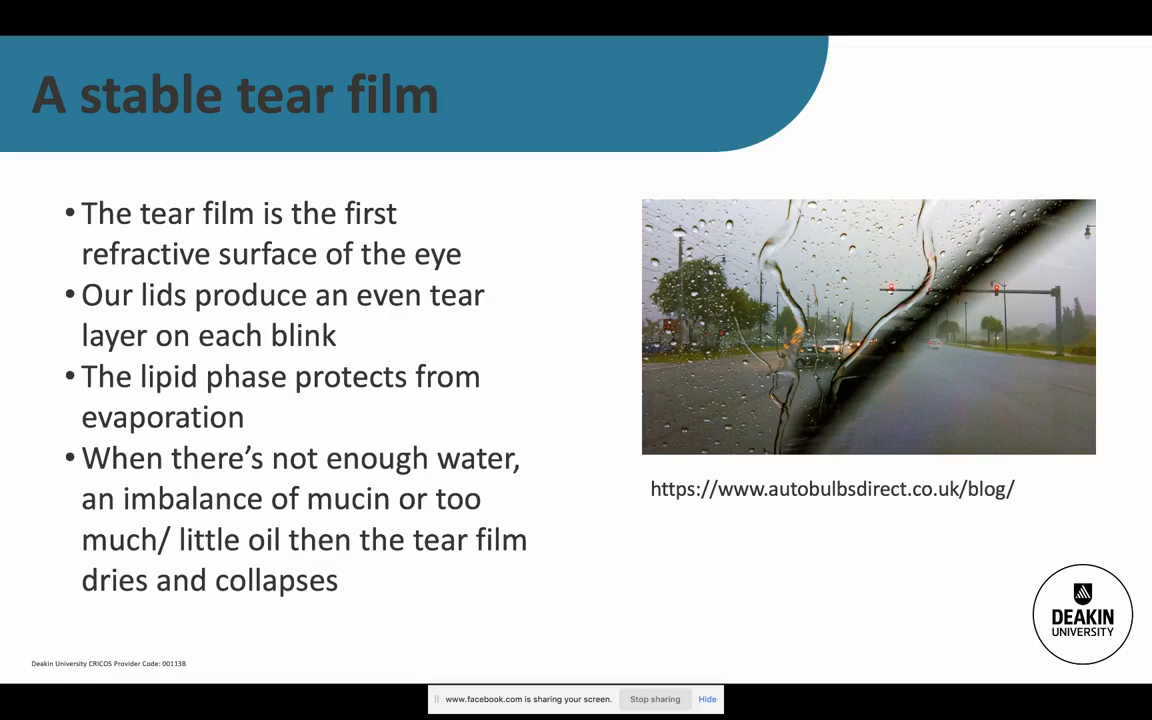 A stable tear film
• The tear film is the first
refractive surface of the eye
• Our lids produce an even tear
layer on each blink
• The lipid phase protects from
evaporation
• When there’s not enough water,
an imbalance of mucin or too
much/ little oil then the tear film
dries and collapses
https://www.autobulbsdirect.co.uk/blog/
DEAKIN
UNIVERSITY
Deakin University CRICOS Provider Code: 00113B
www.facebook.com is sharing your screen. Stop sharing Hide